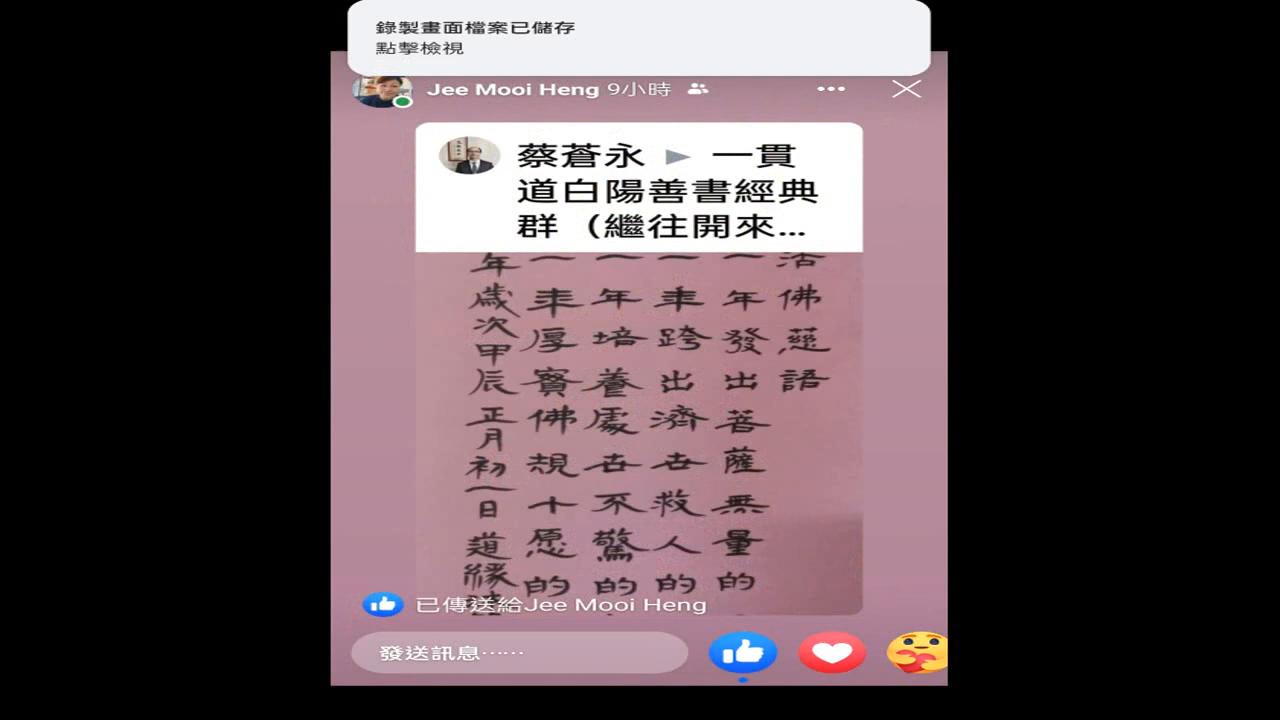 錄製畫面檔案已儲存
點擊檢視
Jee Mooi Heng 9小時
蔡蒼永 ▶ 一貫
道白陽善書經典
群（繼往開來...
活佛慈語
一年發出菩薩無量的
一年跨出濟世救人的
一年培養處世不驚的
一年厚實佛規十愿的
年歲次甲辰正月初一日道緣
已傳送給Jee Mooi Heng
發送訊息……